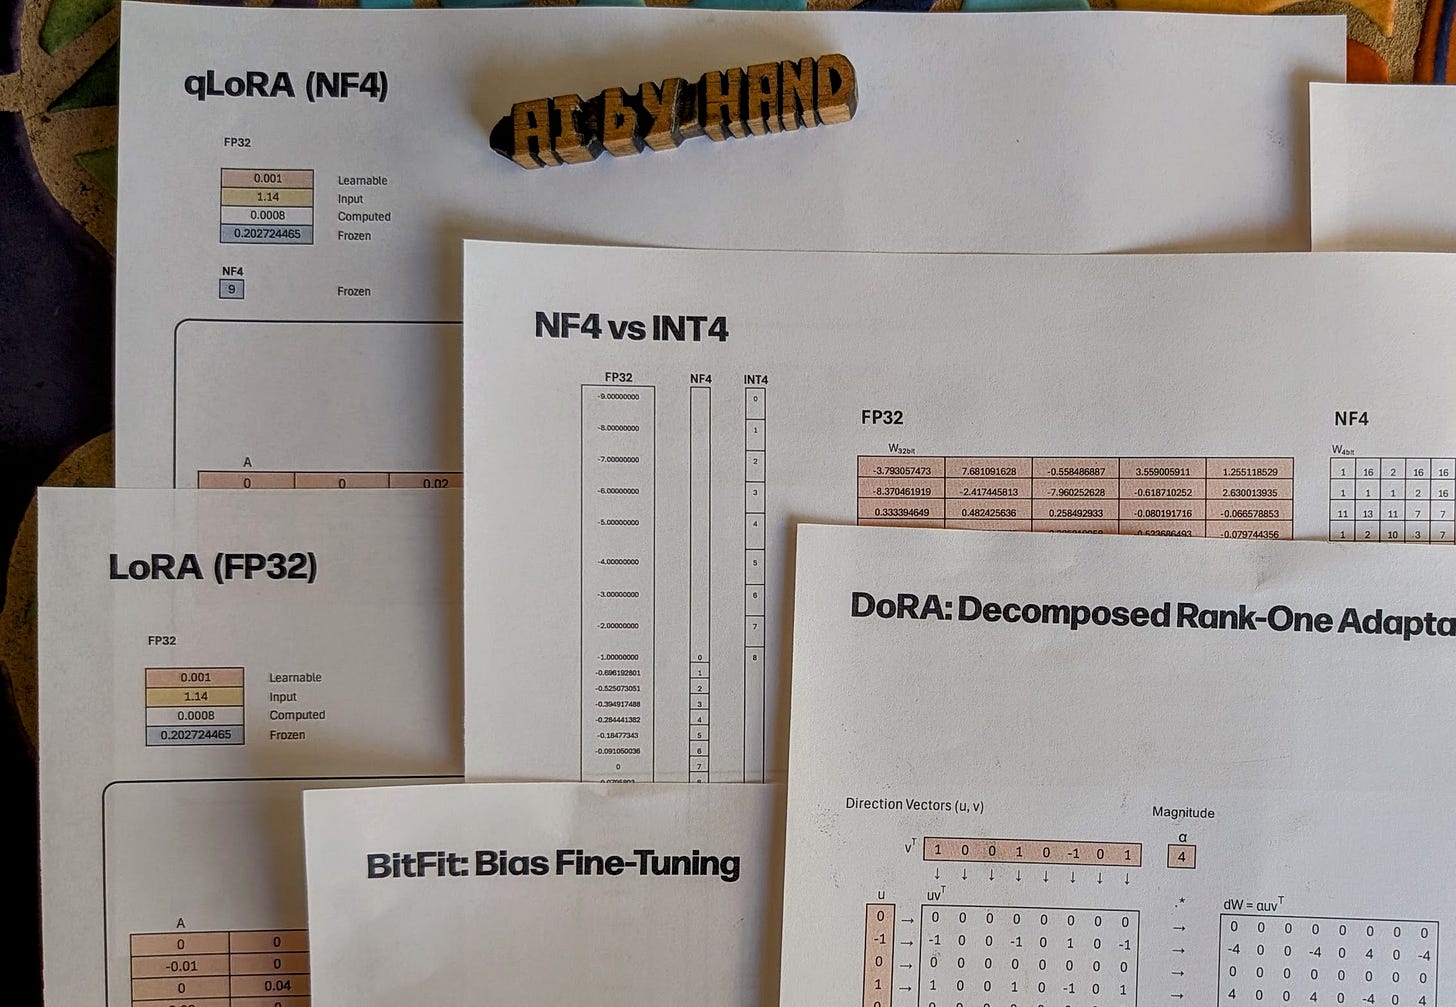 AI BY HAND
qLoRA (NF4)
FP32
0.001 Learnable
1.14 Input
0.0008 Computed
0.202724465 Frozen
NF4
9 Frozen
A
0 0 0.02
NF4 vs INT4
FP32 NF4 INT4
-9.00000000 0
-8.00000000 1
-7.00000000 2
-6.00000000 3
-5.00000000 4
-4.00000000 5
-3.00000000 6
-2.00000000 7
-1.00000000 0 8
-0.696192801 1
-0.525073051 2
-0.394917488 3
-0.284441382 4
-0.18477343 5
-0.091050036 6
0 7
FP32
W32bit
-3.793057473 7.681091628 -0.558486887 3.559005911 1.255118529
-8.370461919 -2.417445813 -7.960252628 -0.618710252 2.630013935
0.333394649 0.482425636 0.258492933 -0.080191716 -0.066578853
-0.523686493 -0.079744356
NF4
W4bit
1 16 2 16 16
1 1 1 2 16
11 13 11 7 7
1 2 10 3 7
LoRA (FP32)
FP32
0.001 Learnable
1.14 Input
0.0008 Computed
0.202724465 Frozen
A
0 0
-0.01 0
0 0.04
BitFit: Bias Fine-Tuning
DoRA: Decomposed Rank-One Adapta
Direction Vectors (u, v)
Magnitude
α
vT 1 0 0 1 0 -1 0 1
4
↓ ↓ ↓ ↓ ↓ ↓ ↓ ↓
u uvT .* dW = αuvT
0 → 0 0 0 0 0 0 0 0 → 0 0 0 0 0 0 0 0
-1 → -1 0 0 -1 0 1 0 -1 → -4 0 0 -4 0 4 0 -4
0 → 0 0 0 0 0 0 0 0 → 0 0 0 0 0 0 0 0
1 → 1 0 0 1 0 -1 0 1 → 4 0 0 4 0 -4 0 4